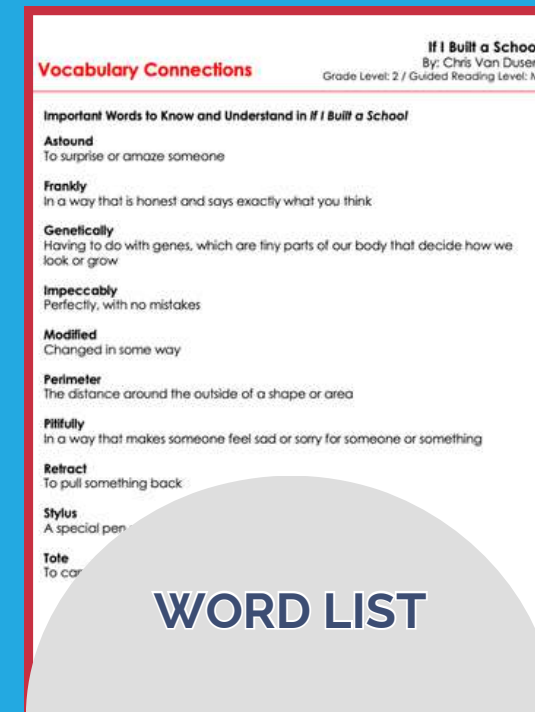 If I Built a School
By: Chris Van Dusen
Vocabulary Connections
Grade Level: 2 / Guided Reading Level: M
Important Words to Know and Understand in If I Built a School
Astound
To surprise or amaze someone
Frankly
In a way that is honest and says exactly what you think
Genetically
Having to do with genes, which are tiny parts of our body that decide how we
look or grow
Impeccably
Perfectly, with no mistakes
Modified
Changed in some way
Perimeter
The distance around the outside of a shape or area
Pitifully
In a way that makes someone feel sad or sorry for someone or something
Retract
To pull something back
Stylus
A special pen
Tote
To
WORD LIST